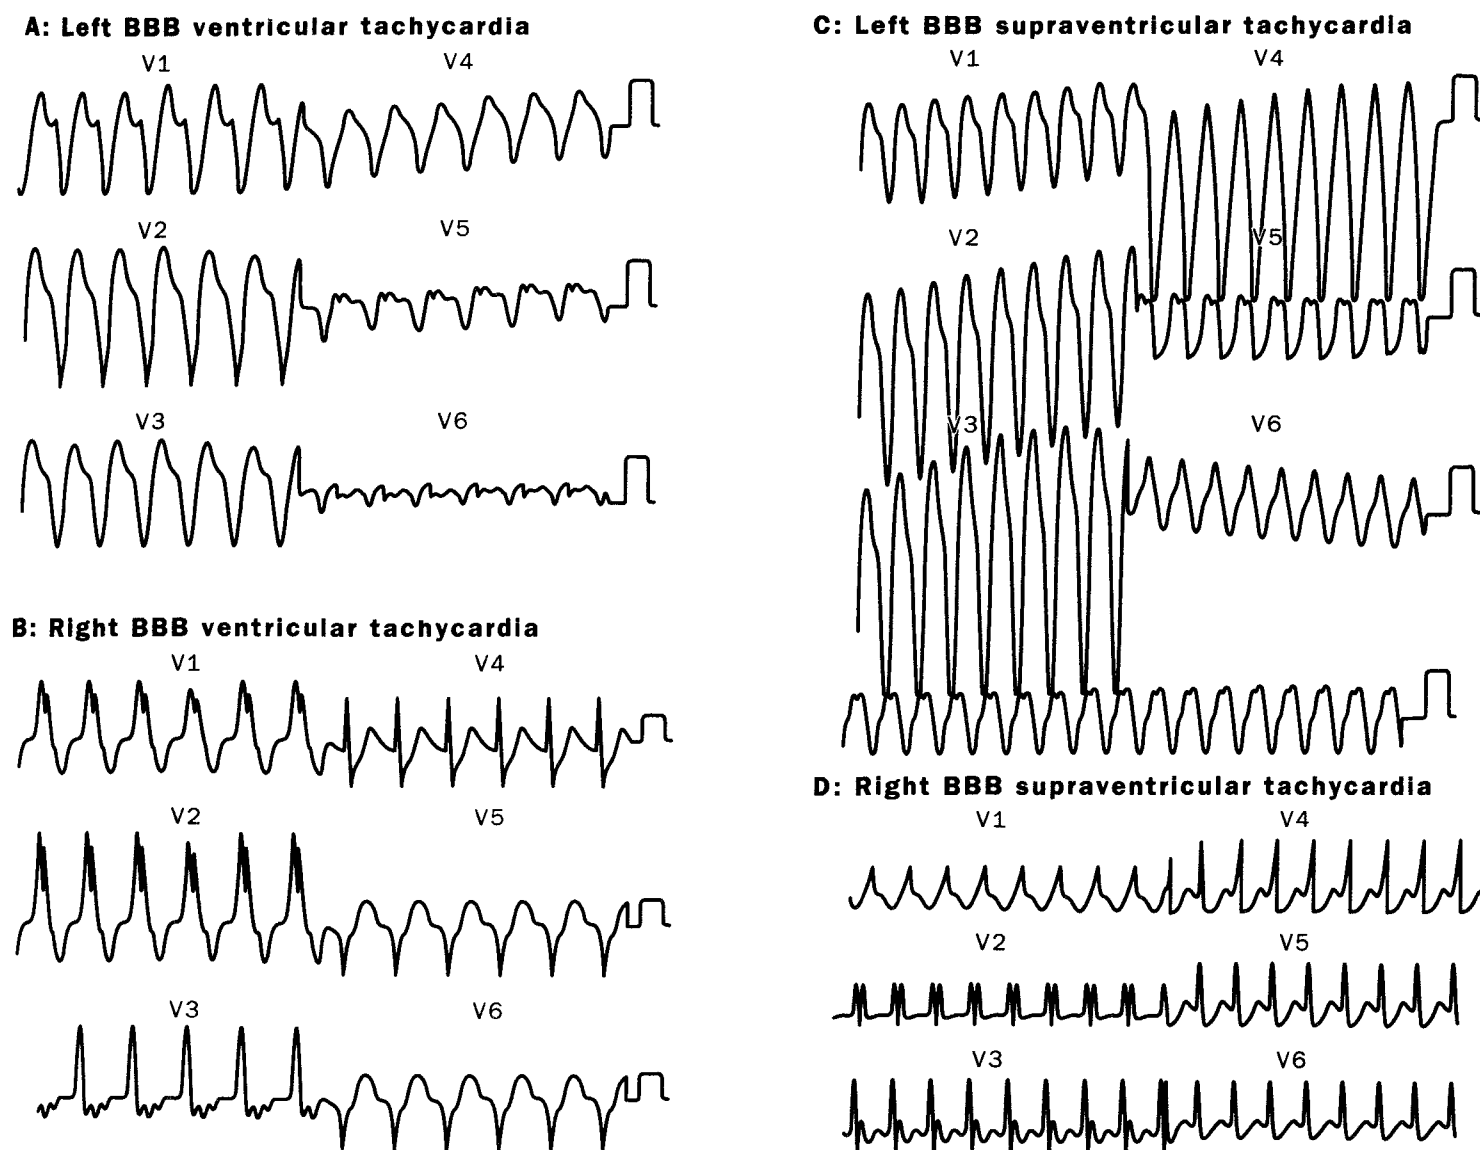 A: Left BBB ventricular tachycardia
V1 V4
V2 V5
V3 V6
B: Right BBB ventricular tachycardia
V1 V4
V2 V5
V3 V6
C: Left BBB supraventricular tachycardia
V1 V4
V2 V5
V3 V6
D: Right BBB supraventricular tachycardia
V1 V4
V2 V5
V3 V6